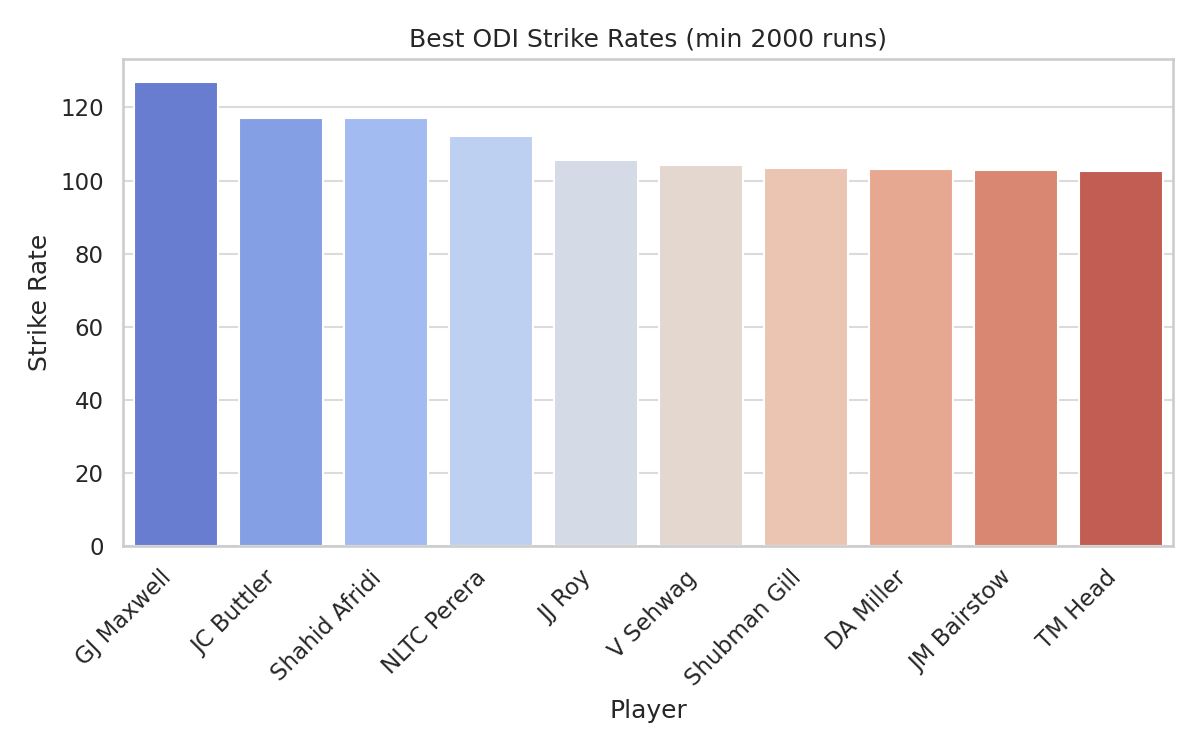 Best ODI Strike Rates (min 2000 runs)
Strike Rate
120
100
80
60
40
20
0
GJ Maxwell
JC Buttler
Shahid Afridi
NLTC Perera
JJ Roy
V Sehwag
Shubman Gill
DA Miller
JM Bairstow
TM Head
Player